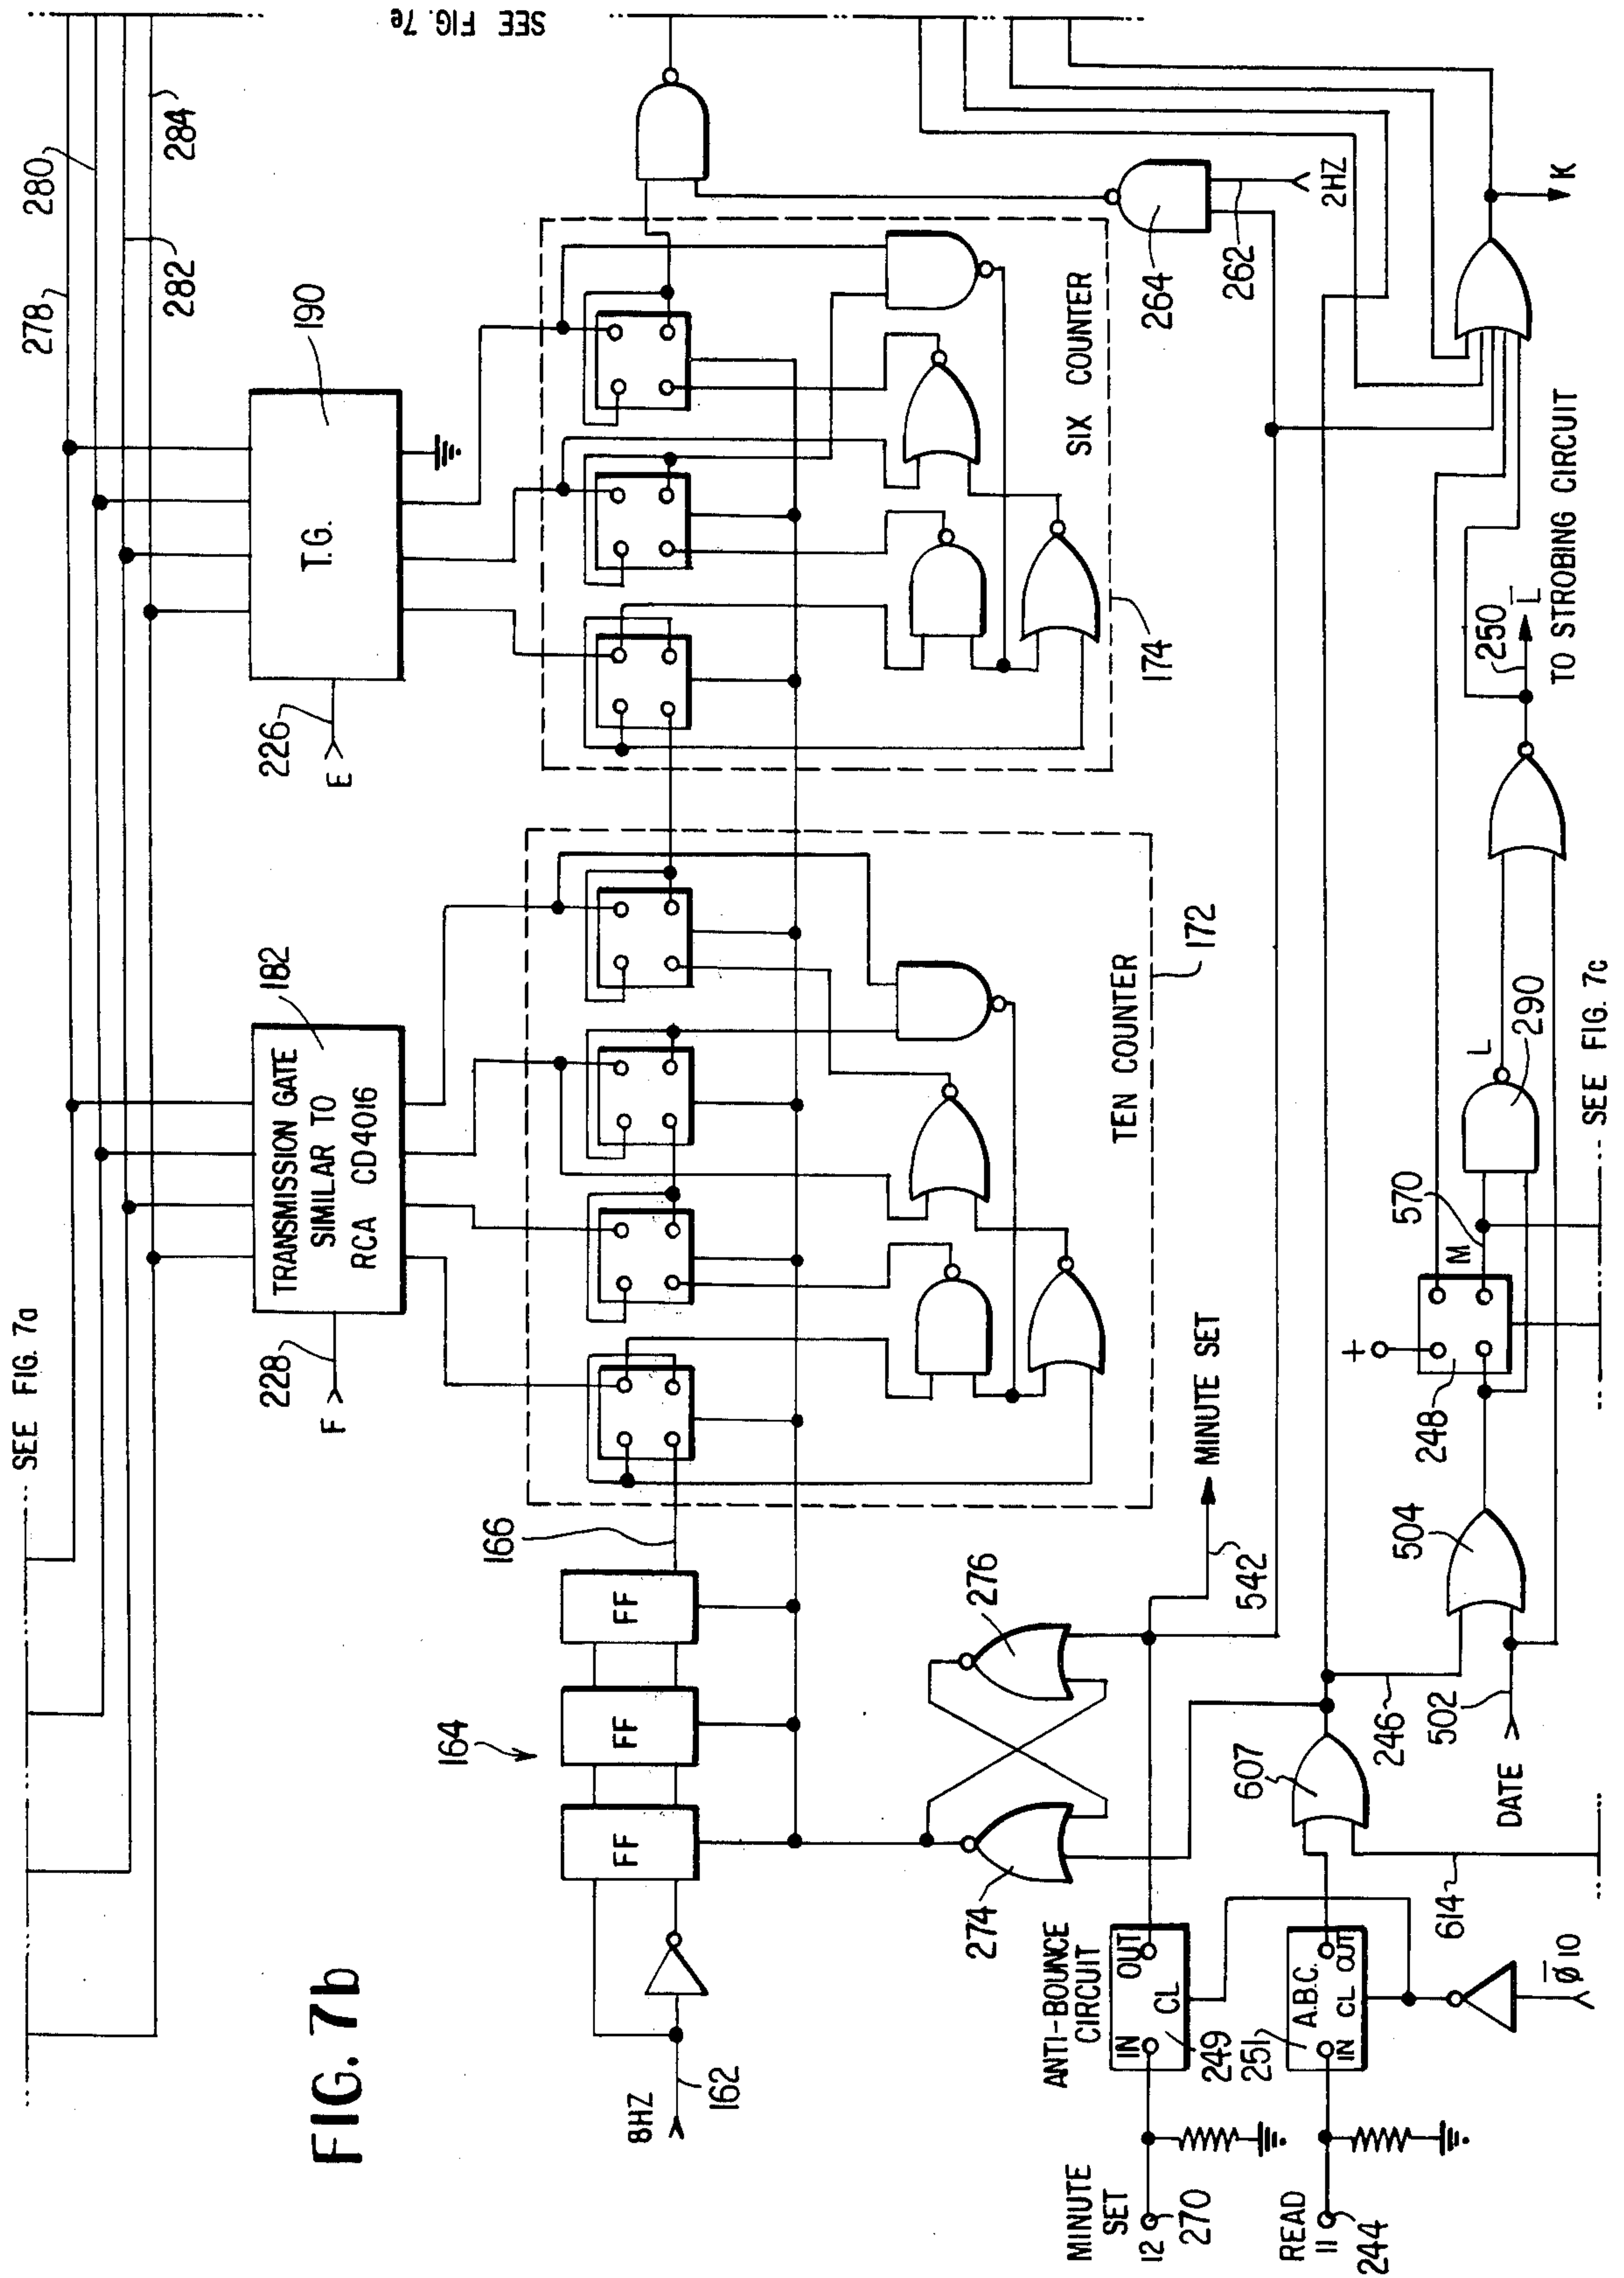 FIG. 7b
SEE FIG. 7a
SEE FIG. 7e
278
280
282
284
228
F
TRANSMISSION GATE
SIMILAR TO
RCA CD4016
182
226
E
T.G.
190
8HZ
162
164
FF
FF
FF
166
TEN COUNTER
172
SIX COUNTER
174
274
276
264
262
2HZ
MINUTE
SET
12
270
ANTI-BOUNCE
CIRCUIT
IN
OUT
CL
249
MINUTE SET
542
READ
11
244
251
A.B.C.
IN
CL
OUT
607
614
φ̅10
246
502
DATE
504
248
+
M
570
L
290
250
L̅
TO STROBING CIRCUIT
K
SEE FIG. 7c